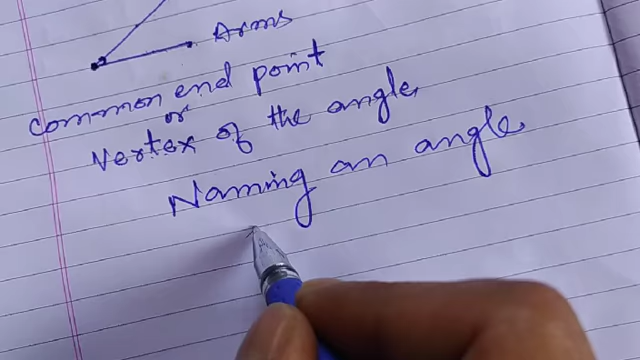 Arms
common end point
or
Vertex of the angle,
Naming an angle